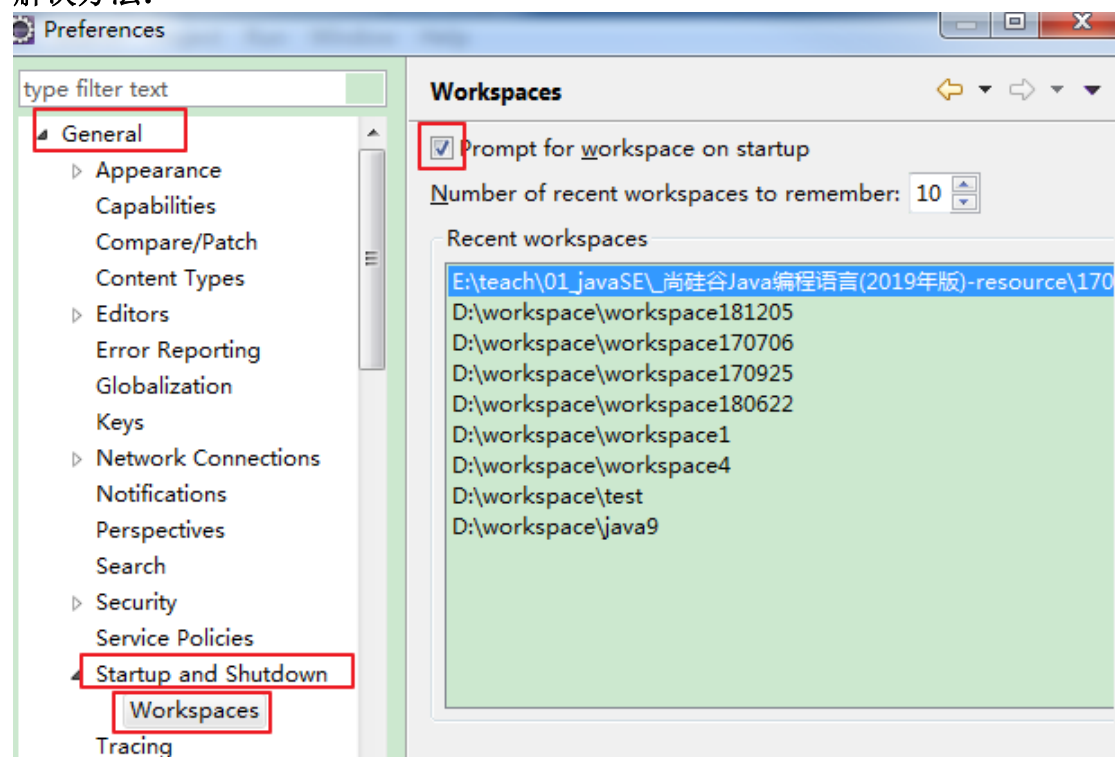 解决方法:
Preferences
type filter text
General
Appearance
Capabilities
Compare/Patch
Content Types
Editors
Error Reporting
Globalization
Keys
Network Connections
Notifications
Perspectives
Search
Security
Service Policies
Startup and Shutdown
Workspaces
Tracing
Workspaces
Prompt for workspace on startup
Number of recent workspaces to remember: 10
Recent workspaces
E:\teach\01_javaSE\_尚硅谷Java编程语言(2019年版)-resource\170
D:\workspace\workspace181205
D:\workspace\workspace170706
D:\workspace\workspace170925
D:\workspace\workspace180622
D:\workspace\workspace1
D:\workspace\workspace4
D:\workspace\test
D:\workspace\java9